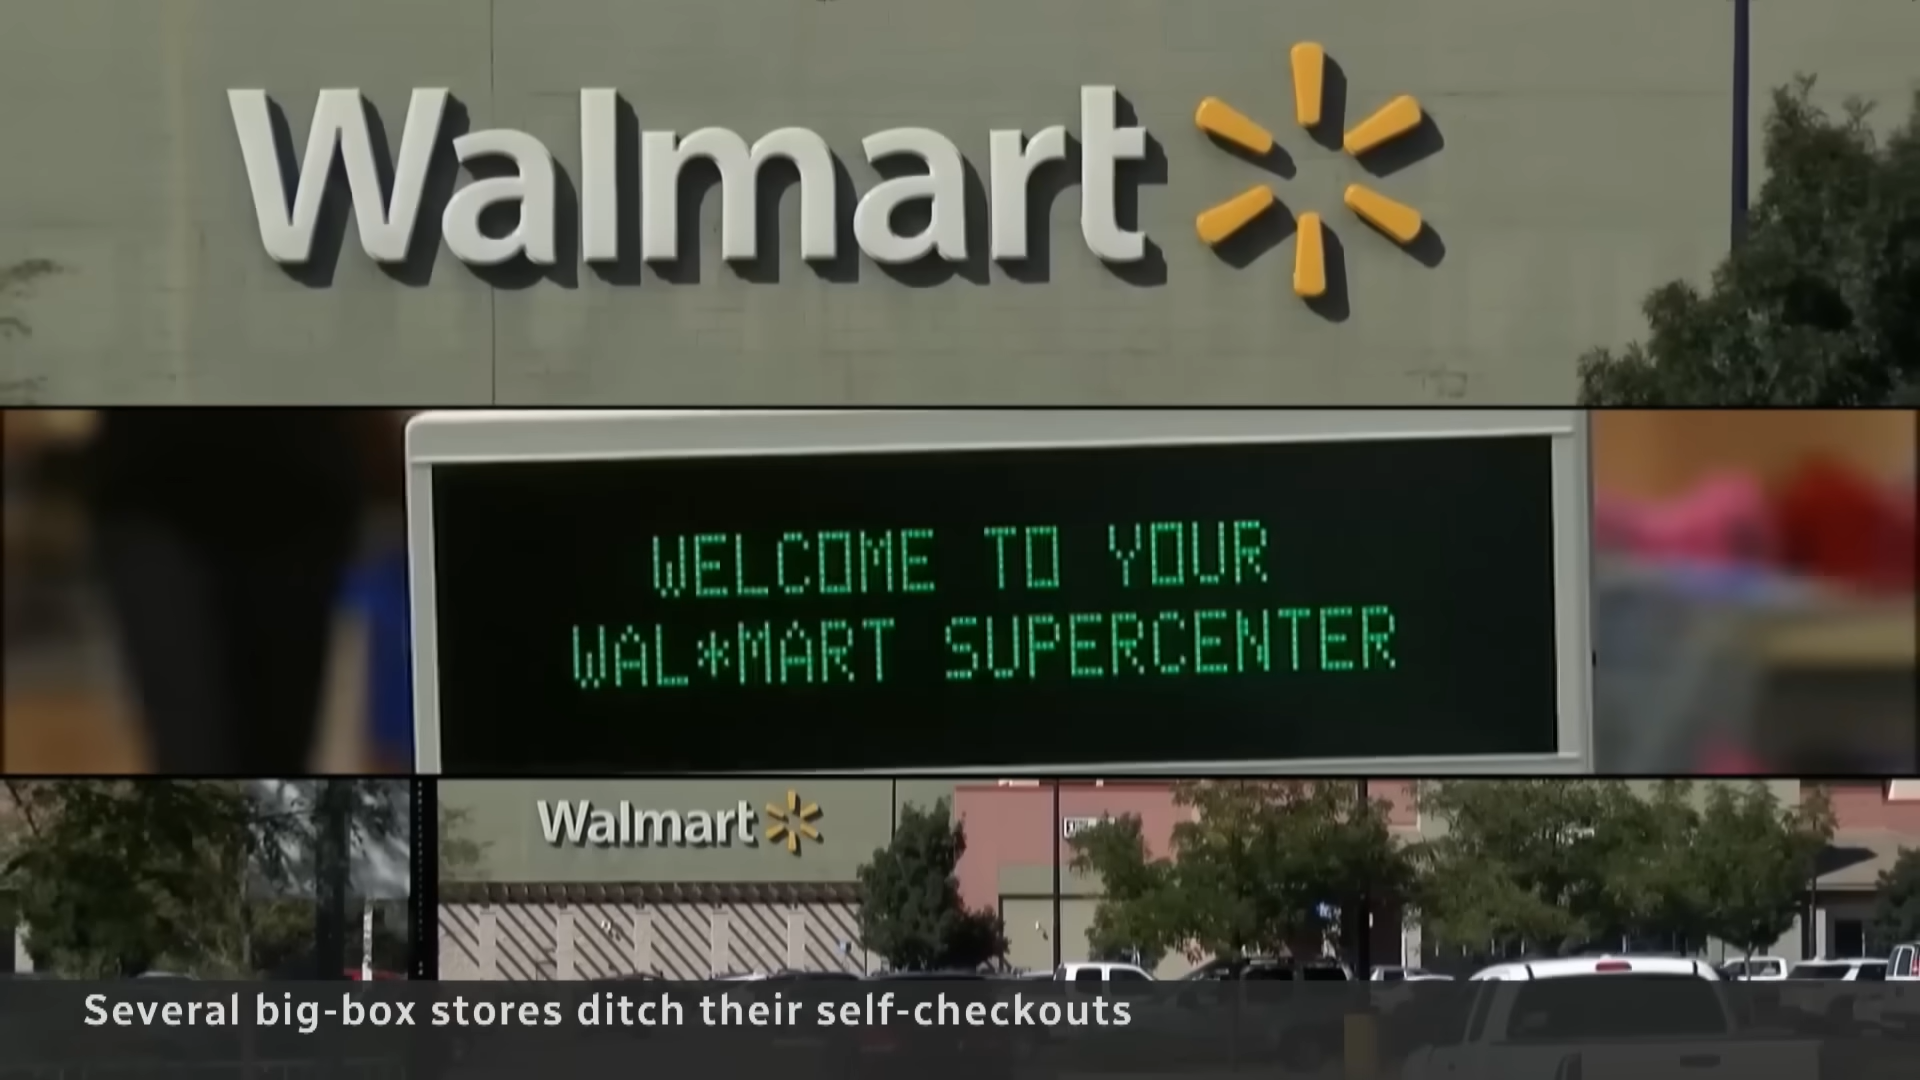 Walmart
WELCOME TO YOUR
WAL*MART SUPERCENTER
Walmart
Several big-box stores ditch their self-checkouts